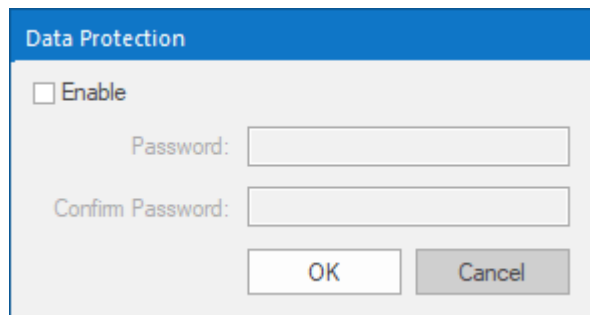 Data Protection
Enable
Password:
Confirm Password:
OK Cancel